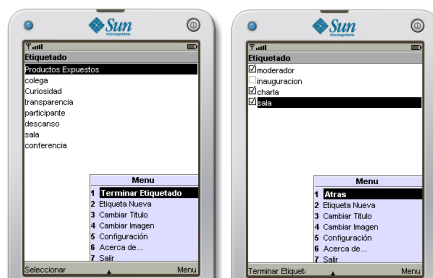 Sun
microsystems
Etiquetado
Productos Expuestos
colega
Curiosidad
transparencia
participante
descanso
sala
conferencia
Menu
1 Terminar Etiquetado
2 Etiqueta Nueva
3 Cambiar Titulo
4 Cambiar Imagen
5 Configuración
6 Acerca de...
7 Salir
Seleccionar
Menu
Sun
microsystems
Etiquetado
moderador
inauguracion
charla
sala
Menu
1 Atras
2 Etiqueta Nueva
3 Cambiar Titulo
4 Cambiar Imagen
5 Configuración
6 Acerca de...
7 Salir
Terminar Etiquet
Menu